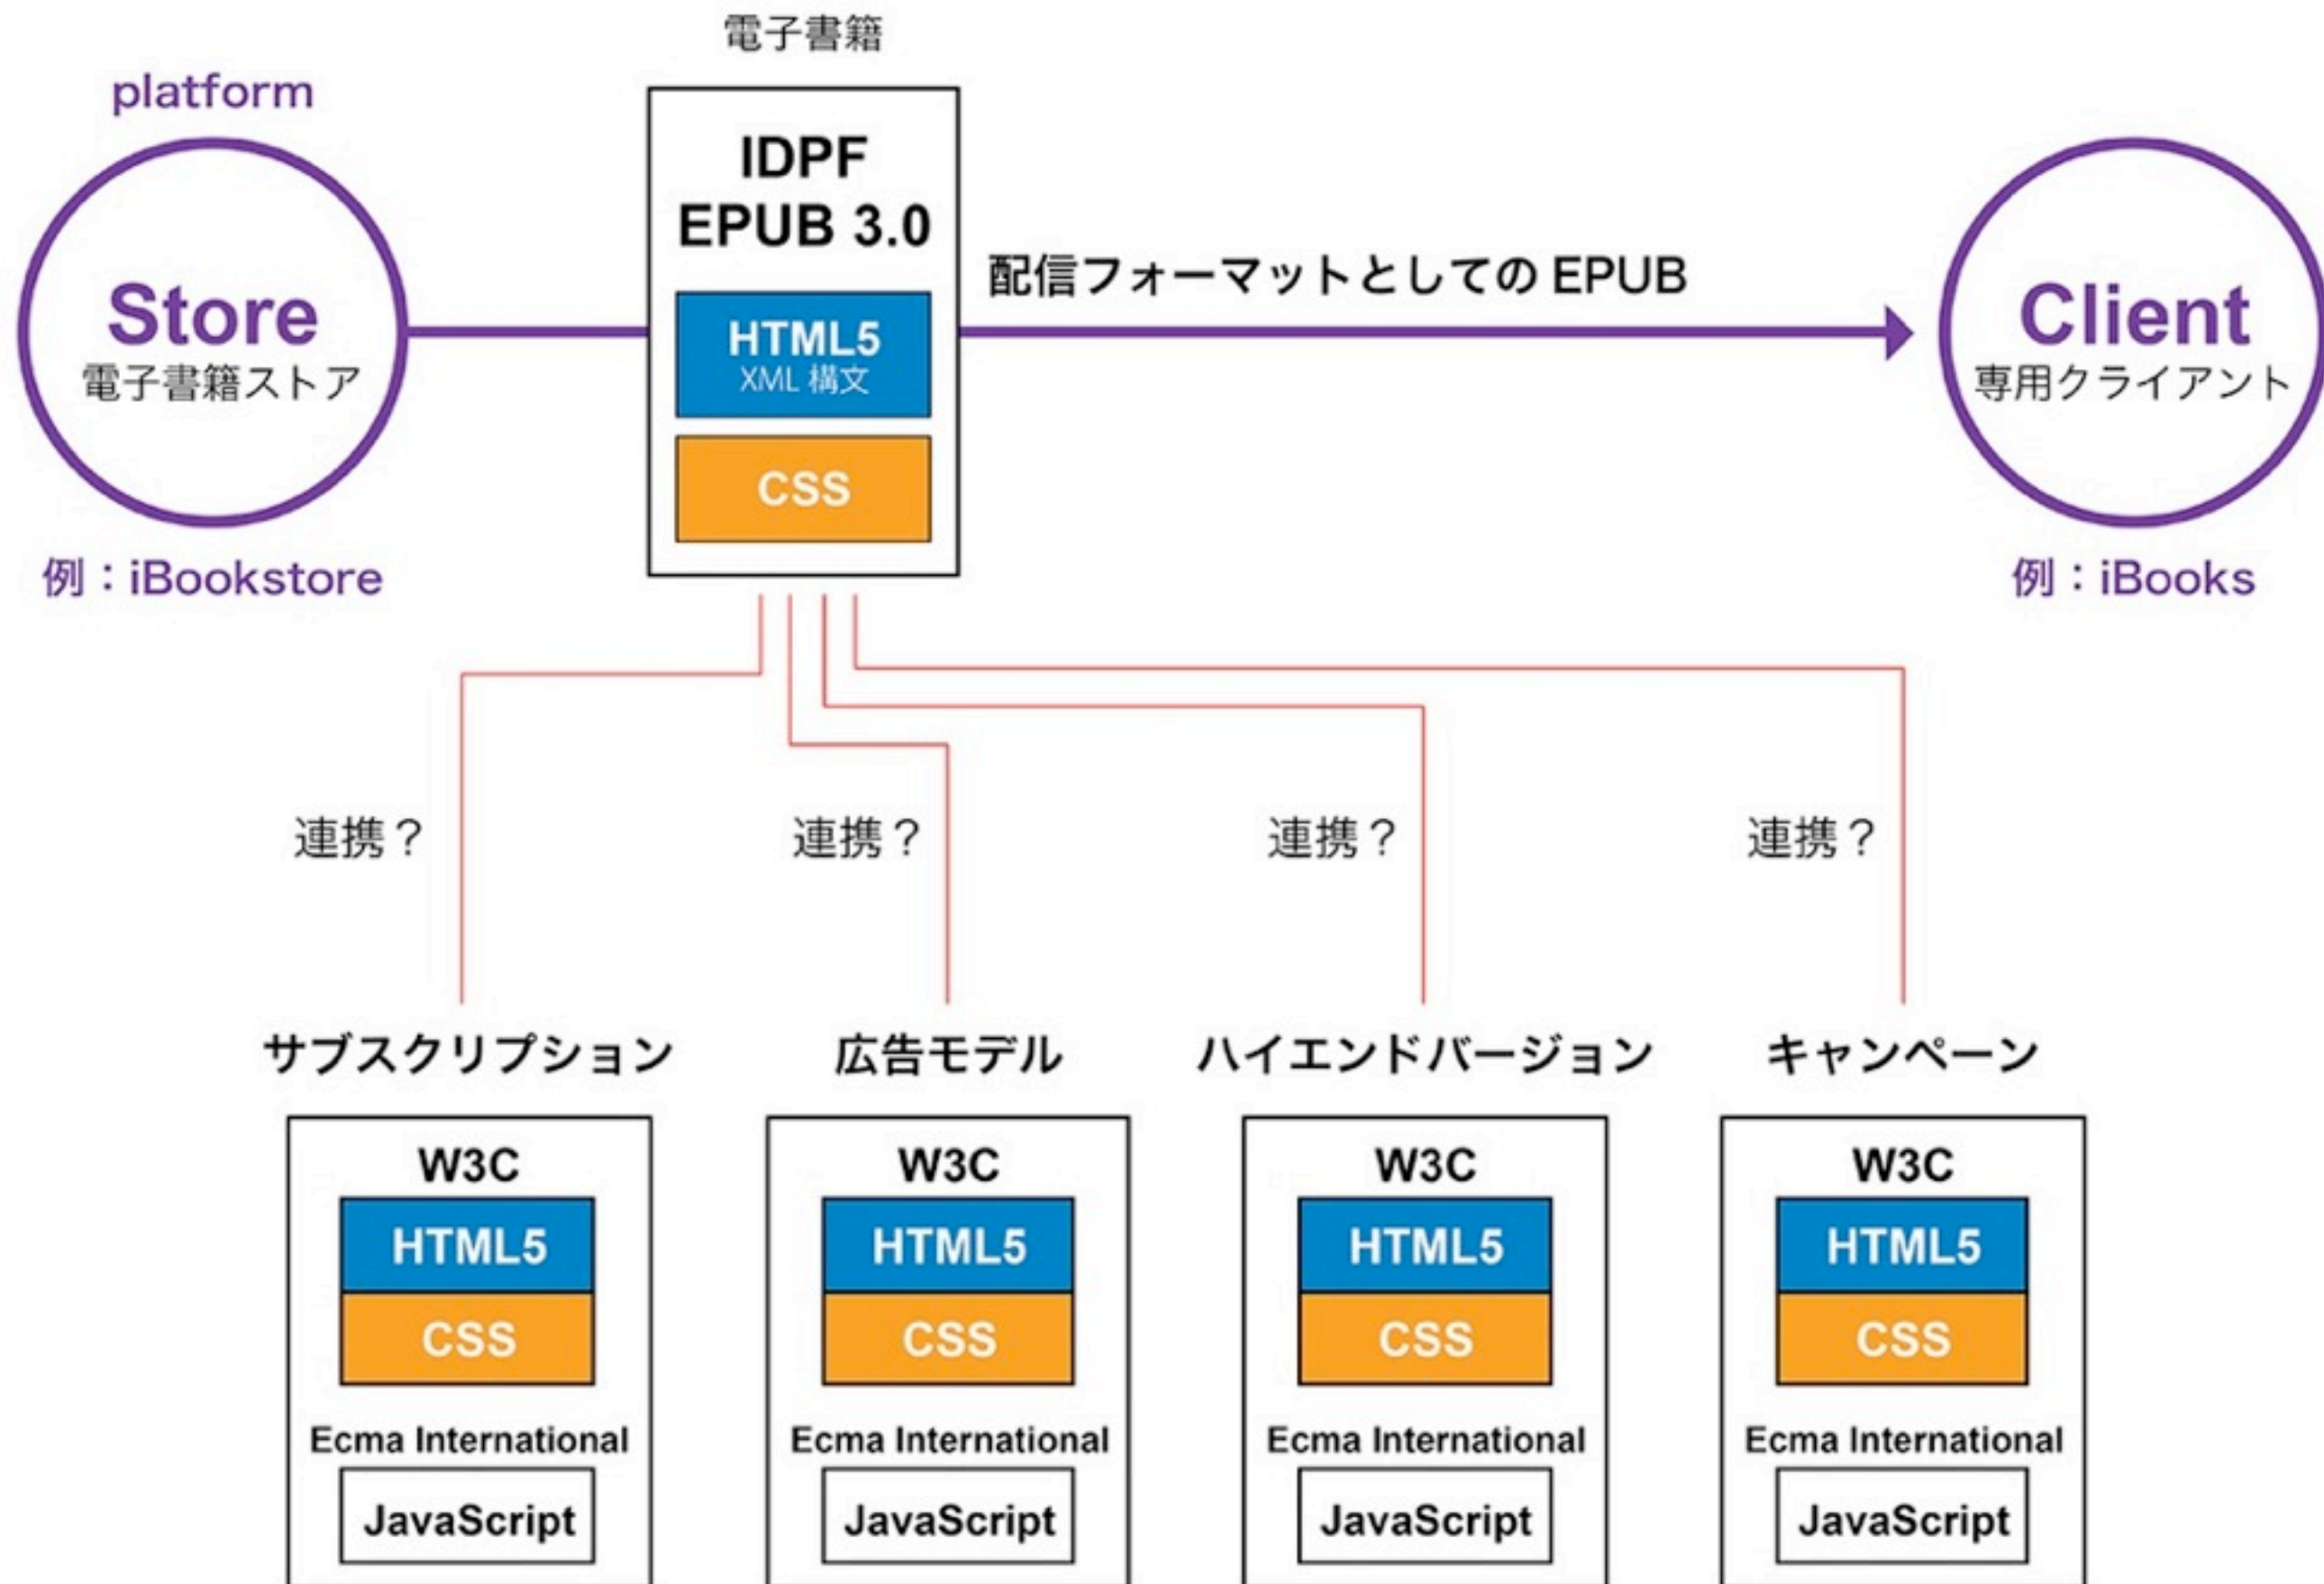 電子書籍
platform
IDPF
EPUB 3.0
Store
電子書籍ストア
HTML5
XML 構文
CSS
配信フォーマットとしての EPUB
Client
専用クライアント
例：iBookstore
例：iBooks
連携？
連携？
連携？
連携？
サブスクリプション
広告モデル
ハイエンドバージョン
キャンペーン
W3C
HTML5
CSS
Ecma International
JavaScript
W3C
HTML5
CSS
Ecma International
JavaScript
W3C
HTML5
CSS
Ecma International
JavaScript
W3C
HTML5
CSS
Ecma International
JavaScript